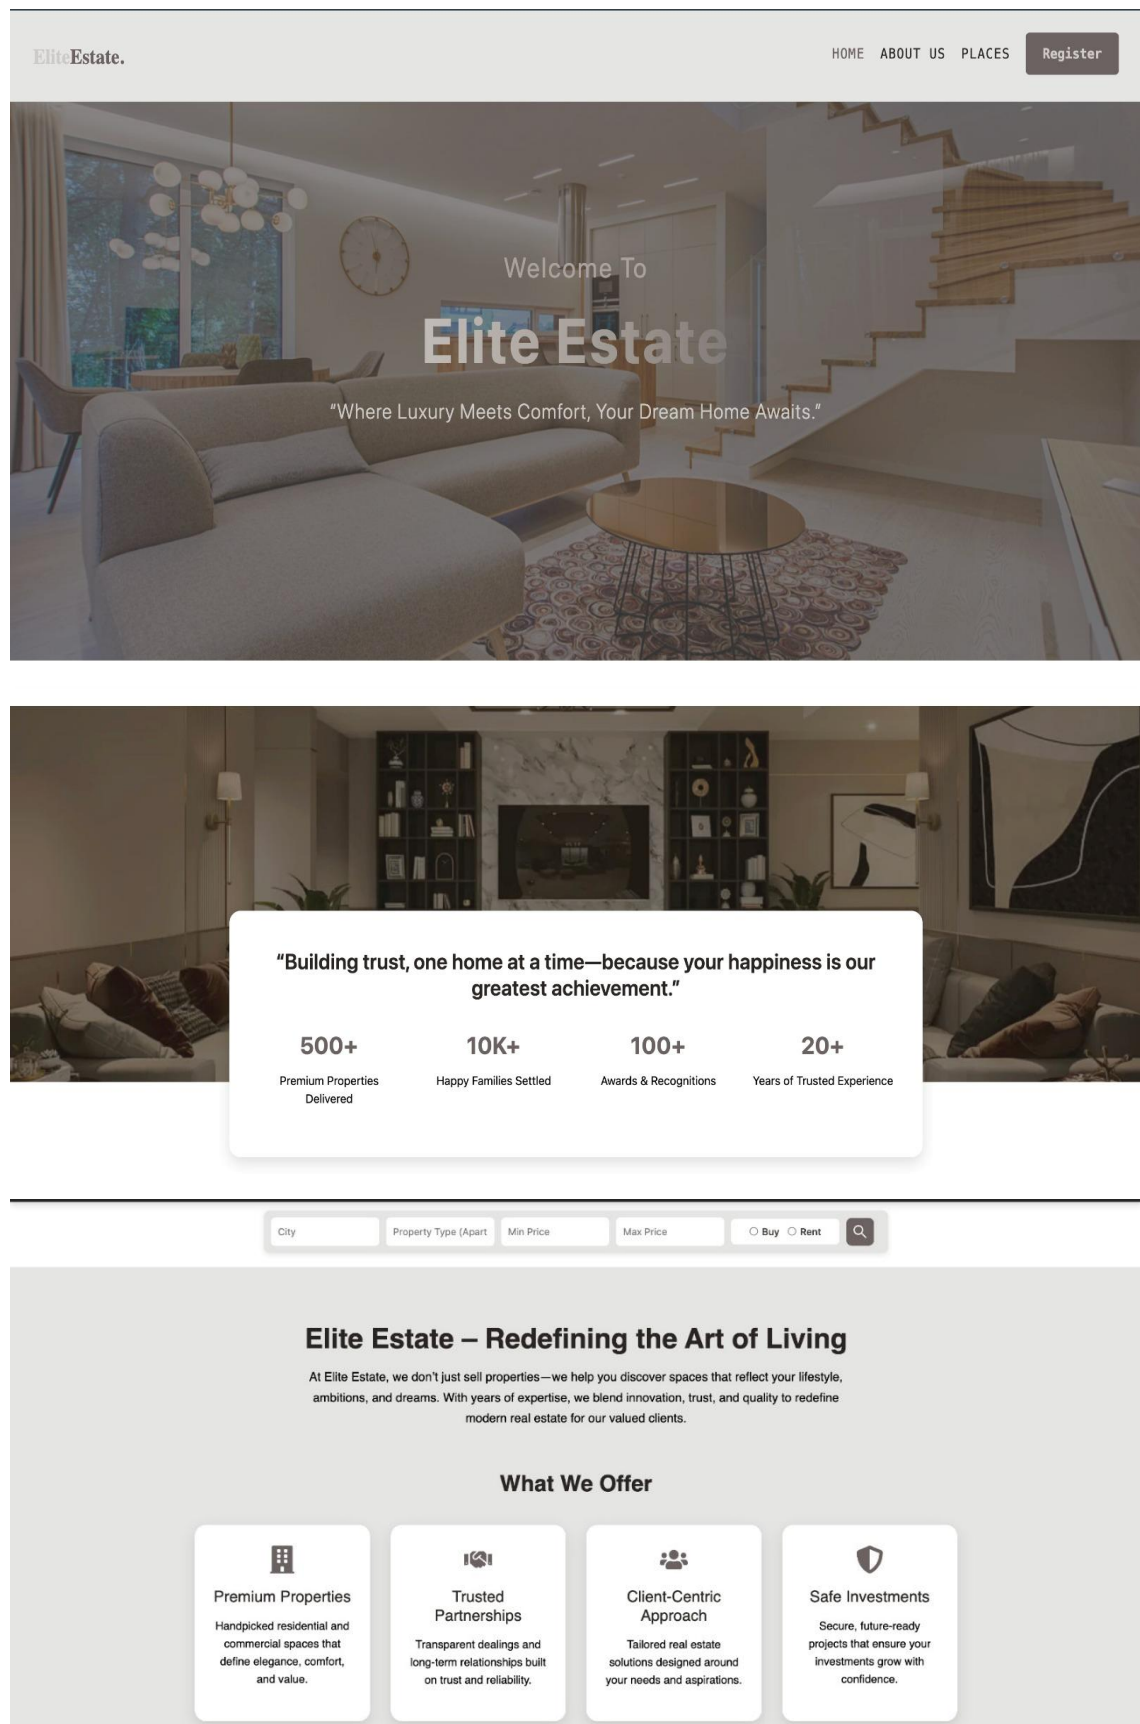 EliteEstate.
HOME ABOUT US PLACES Register
Welcome To
Elite Estate
“Where Luxury Meets Comfort, Your Dream Home Awaits.”
“Building trust, one home at a time—because your happiness is our
greatest achievement.”
500+ 10K+ 100+ 20+
Premium Properties Happy Families Settled Awards & Recognitions Years of Trusted Experience
Delivered
City Property Type (Apart Min Price Max Price Buy Rent
Elite Estate – Redefining the Art of Living
At Elite Estate, we don't just sell properties—we help you discover spaces that reflect your lifestyle,
ambitions, and dreams. With years of expertise, we blend innovation, trust, and quality to redefine
modern real estate for our valued clients.
What We Offer
Premium Properties
Handpicked residential and
commercial spaces that
define elegance, comfort,
and value.
Trusted
Partnerships
Transparent dealings and
long-term relationships built
on trust and reliability.
Client-Centric
Approach
Tailored real estate
solutions designed around
your needs and aspirations.
Safe Investments
Secure, future-ready
projects that ensure your
investments grow with
confidence.